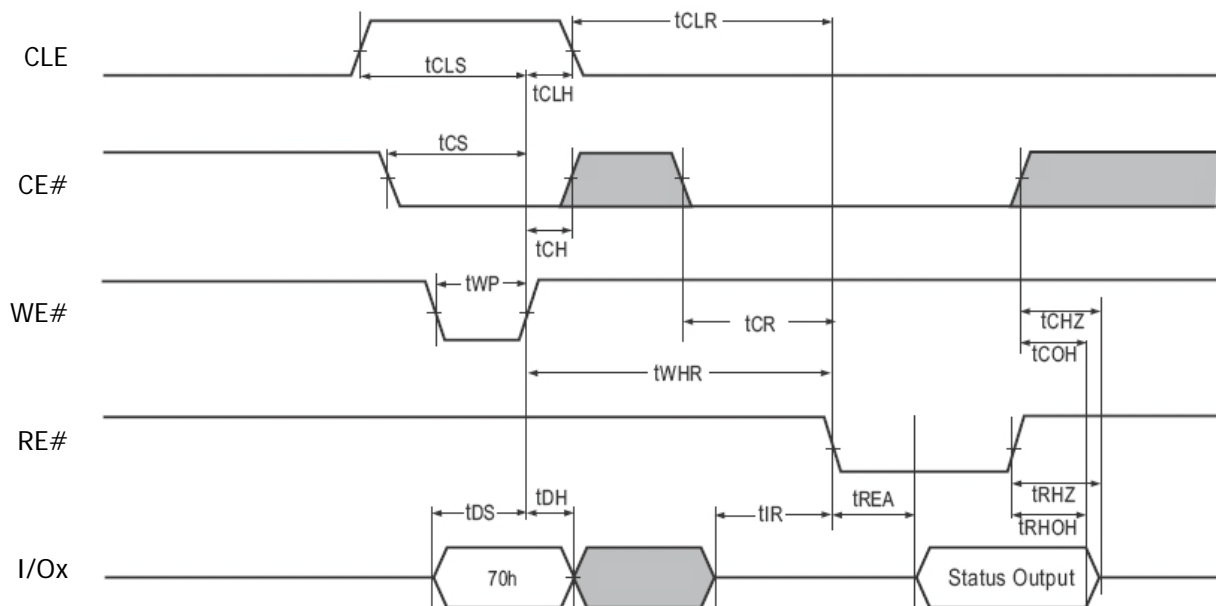 CLE
tCLR
tCLS
tCLH
CE#
tCS
tCH
WE#
tWP
tCR
tCHZ
tCOH
tWHR
RE#
tDS
tDH
tIR
tREA
tRHZ
tRHOH
I/Ox
70h
Status Output